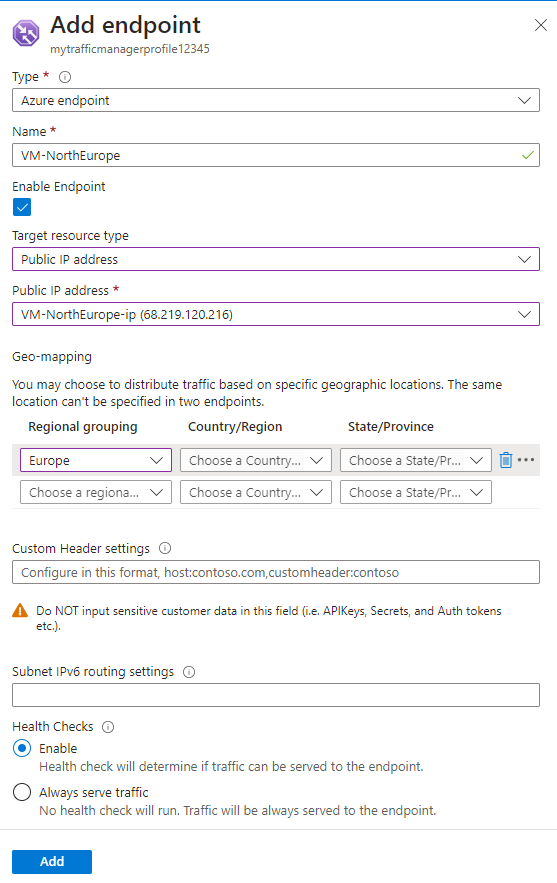 Add endpoint
mytrafficmanagerprofile12345
Type *
Azure endpoint
Name *
VM-NorthEurope
Enable Endpoint
Target resource type
Public IP address
Public IP address *
VM-NorthEurope-ip (68.219.120.216)
Geo-mapping
You may choose to distribute traffic based on specific geographic locations. The same
location can't be specified in two endpoints.
Regional grouping Country/Region State/Province
Europe Choose a Country... Choose a State/Pr...
Choose a regiona... Choose a Country... Choose a State/Pr...
Custom Header settings
Configure in this format, host:contoso.com,customheader:contoso
Do NOT input sensitive customer data in this field (i.e. APIKeys, Secrets, and Auth tokens
etc.).
Subnet IPv6 routing settings
Health Checks
Enable
Health check will determine if traffic can be served to the endpoint.
Always serve traffic
No health check will run. Traffic will be always served to the endpoint.
Add